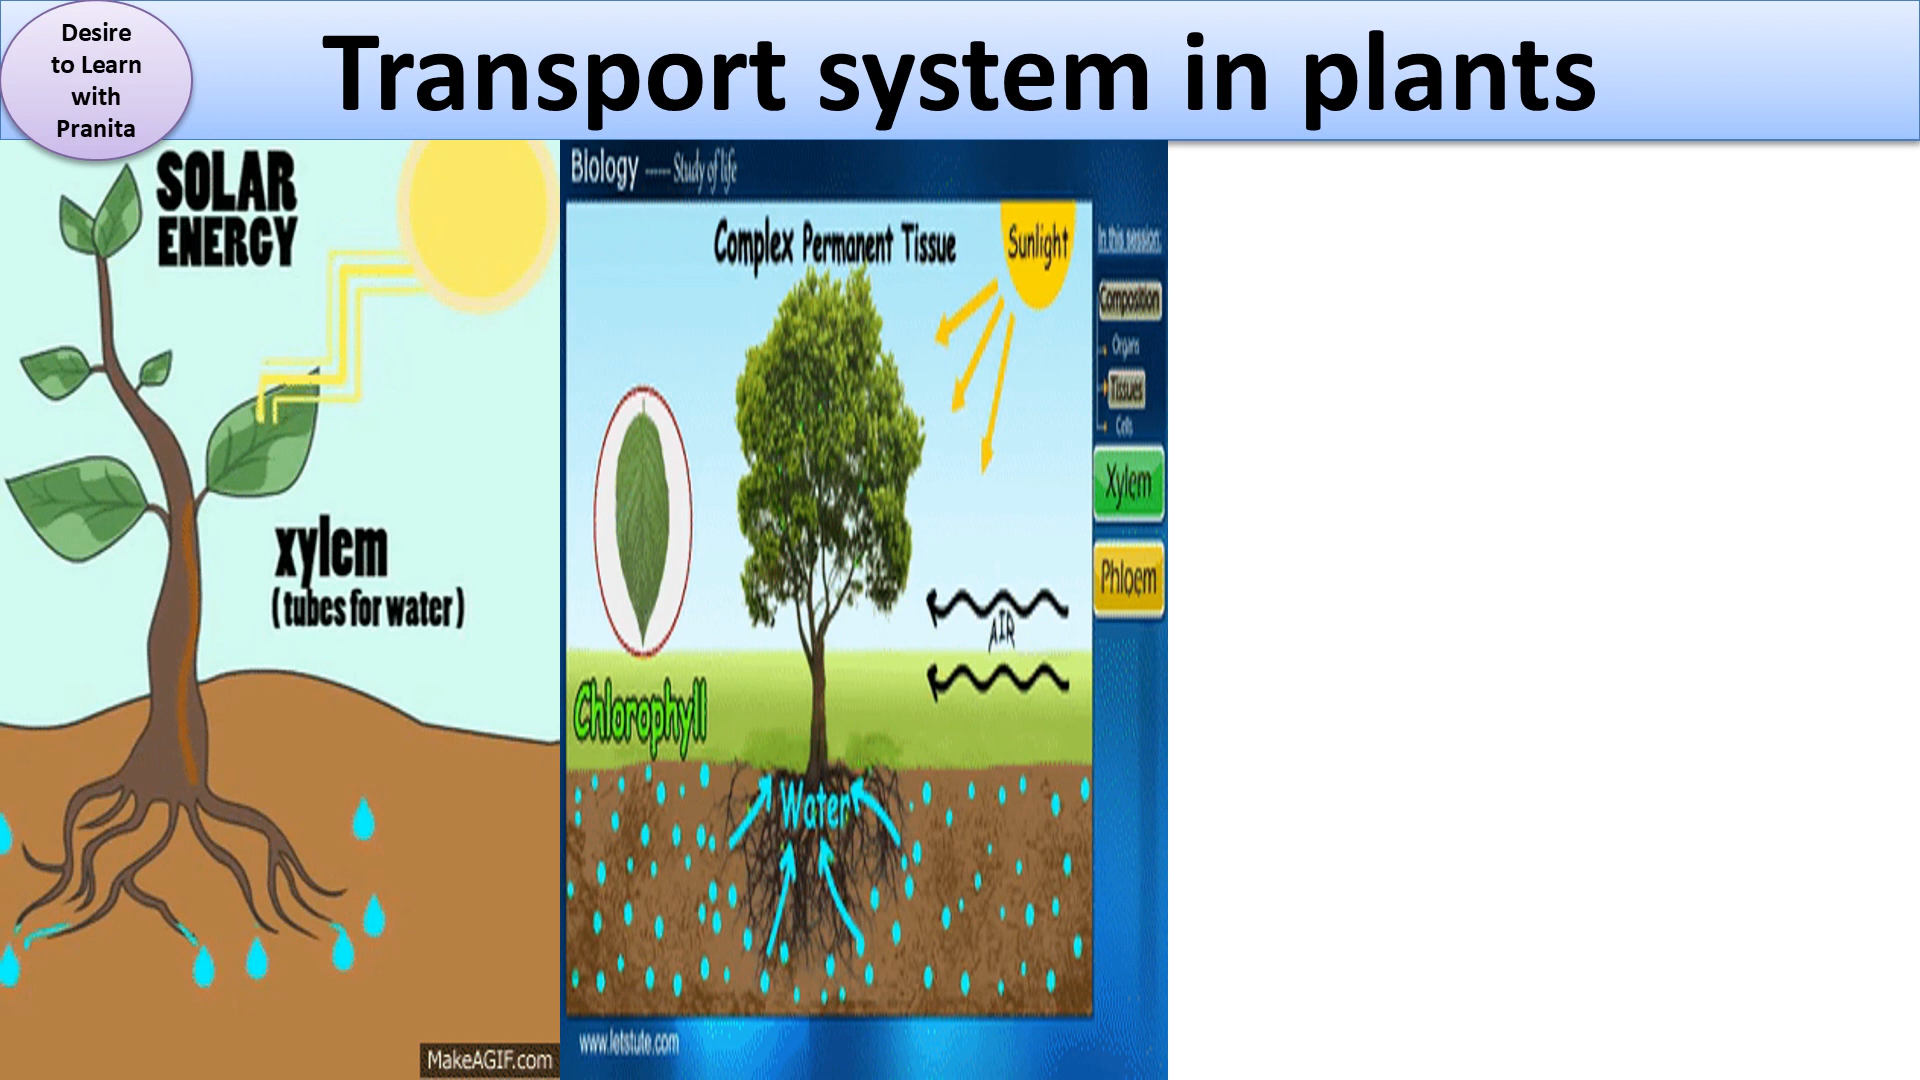 Desire
to Learn
with
Pranita
Transport system in plants
SOLAR
ENERGY
xylem
(tubes for water)
MakeAGIF.com
Biology ---- Study of life
Complex Permanent Tissue
Sunlight
Chlorophyll
AIR
Water
In this session:
Composition
Organs
Tissues
Cells
Xylem
Phloem
www.letstute.com